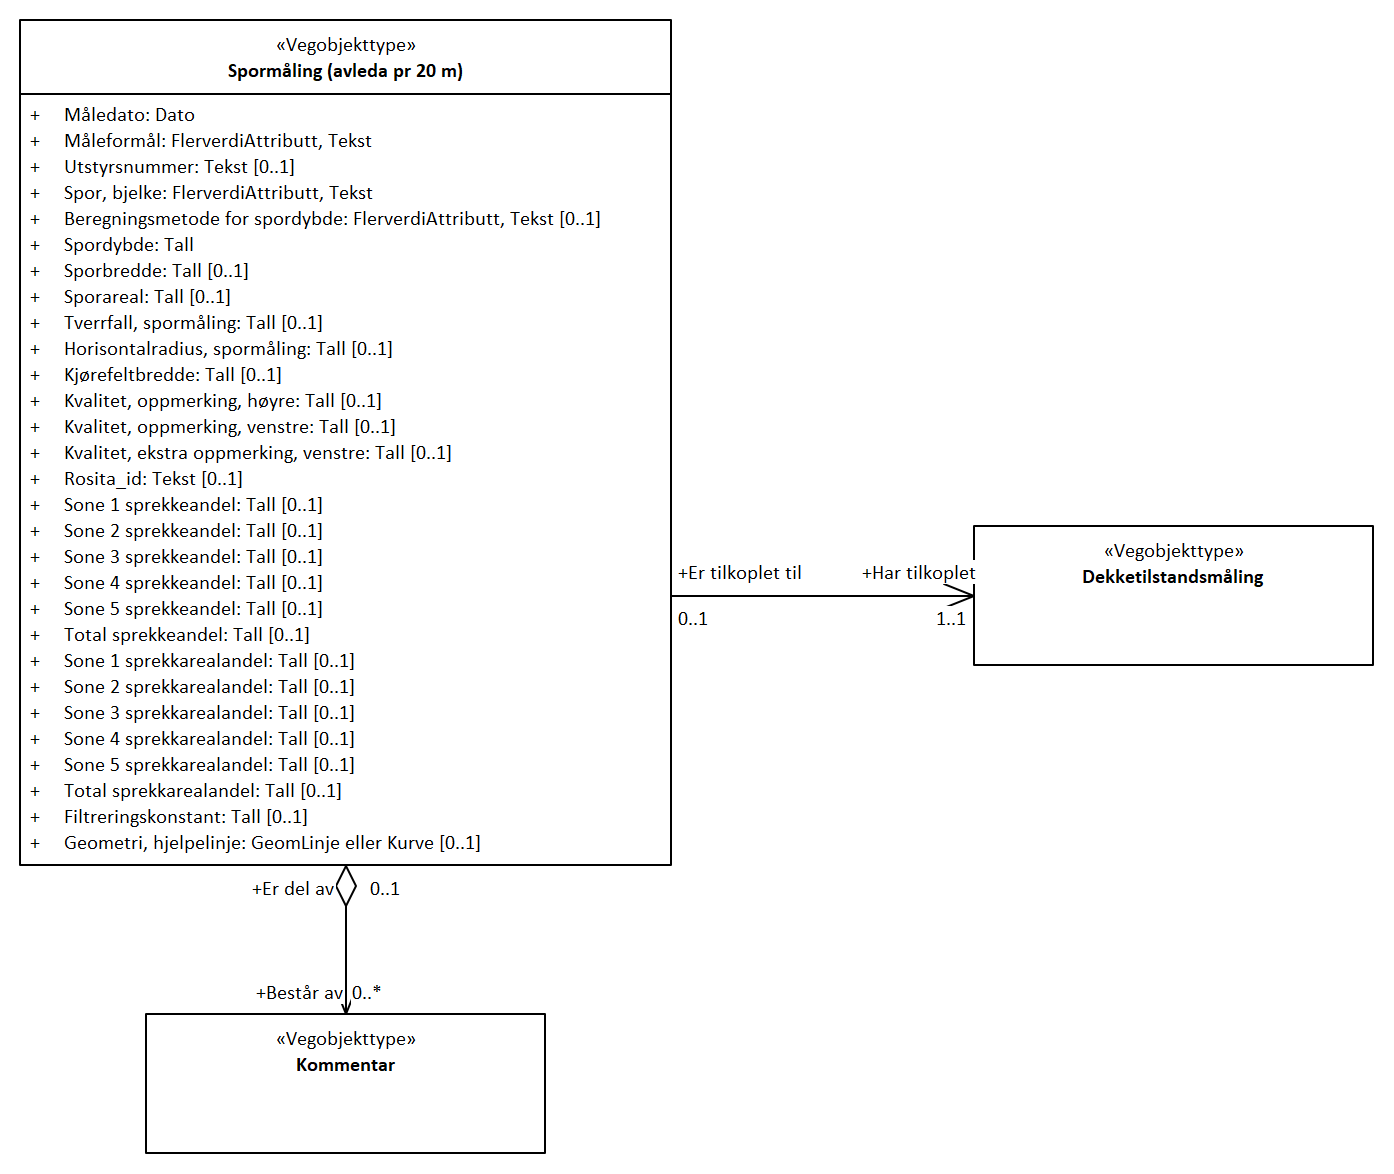 «Vegobjekttype»
Spormåling (avleda pr 20 m)
+ Måledato: Dato
+ Måleformål: FlerverdiAttributt, Tekst
+ Utstyrsnummer: Tekst [0..1]
+ Spor, bjelke: FlerverdiAttributt, Tekst
+ Beregningsmetode for spordybde: FlerverdiAttributt, Tekst [0..1]
+ Spordybde: Tall
+ Sporbredde: Tall [0..1]
+ Sporareal: Tall [0..1]
+ Tverrfall, spormåling: Tall [0..1]
+ Horisontalradius, spormåling: Tall [0..1]
+ Kjørefeltbredde: Tall [0..1]
+ Kvalitet, oppmerking, høyre: Tall [0..1]
+ Kvalitet, oppmerking, venstre: Tall [0..1]
+ Kvalitet, ekstra oppmerking, venstre: Tall [0..1]
+ Rosita_id: Tekst [0..1]
+ Sone 1 sprekkeandel: Tall [0..1]
+ Sone 2 sprekkeandel: Tall [0..1]
+ Sone 3 sprekkeandel: Tall [0..1]
+ Sone 4 sprekkeandel: Tall [0..1]
+ Sone 5 sprekkeandel: Tall [0..1]
+ Total sprekkeandel: Tall [0..1]
+ Sone 1 sprekkarealandel: Tall [0..1]
+ Sone 2 sprekkarealandel: Tall [0..1]
+ Sone 3 sprekkarealandel: Tall [0..1]
+ Sone 4 sprekkarealandel: Tall [0..1]
+ Sone 5 sprekkarealandel: Tall [0..1]
+ Total sprekkarealandel: Tall [0..1]
+ Filtreringskonstant: Tall [0..1]
+ Geometri, hjelpelinje: GeomLinje eller Kurve [0..1]
+Er tilkoplet til +Har tilkoplet
0..1 1..1
«Vegobjekttype»
Dekketilstandsmåling
+Er del av 0..1
+Består av 0..*
«Vegobjekttype»
Kommentar